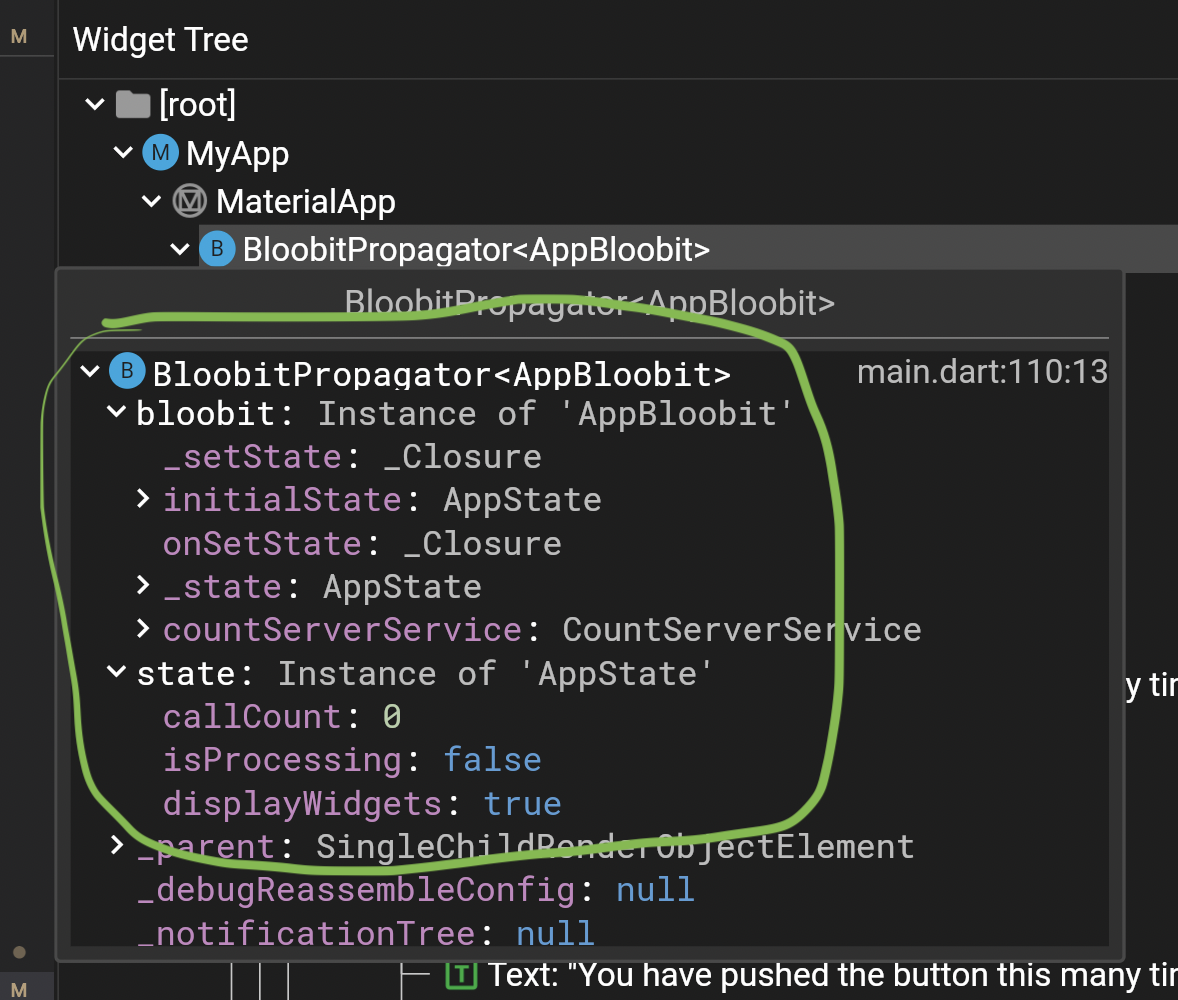 M
Widget Tree
[root]
M MyApp
MaterialApp
B BloobitPropagator<AppBloobit>
BloobitPropagator<AppBloobit>
B BloobitPropagator<AppBloobit> main.dart:110:13
bloobit: Instance of 'AppBloobit'
_setState: _Closure
initialState: AppState
onSetState: _Closure
_state: AppState
countServerService: CountServerService
state: Instance of 'AppState'
y tir
callCount: 0
isProcessing: false
displayWidgets: true
_parent: SingleChildRenderObjectElement
_debugReassembleConfig: null
_notificationTree: null
T Text: "You have pushed the button this many tir
M